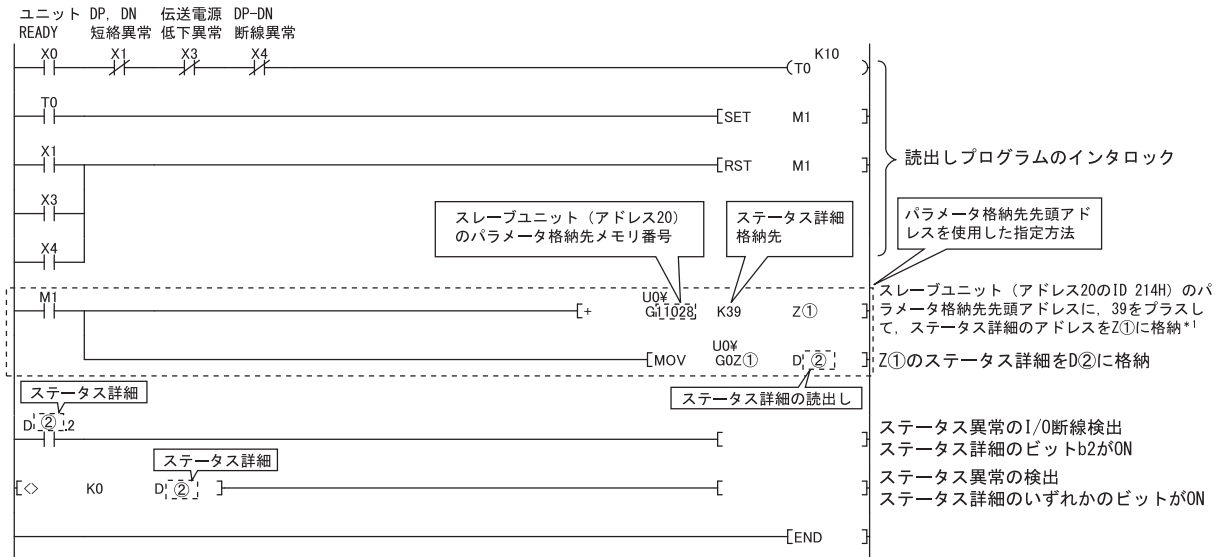 ユニット DP, DN 伝送電源 DP-DN
READY 短絡異常 低下異常 断線異常
X0 X1 X3 X4 K10
T0
T0
SET M1
X1
RST M1
X3
X4
読出しプログラムのインタロック
スレーブユニット（アドレス20）
のパラメータ格納先メモリ番号
ステータス詳細
格納先
パラメータ格納先先頭アド
レスを使用した指定方法
M1
U0¥
+ G11028 K39 Z①
スレーブユニット（アドレス20のID 214H）のパ
ラメータ格納先先頭アドレスに，39をプラスし
て，ステータス詳細のアドレスをZ①に格納*1
U0¥
MOV G0Z① D②
Z①のステータス詳細をD②に格納
ステータス詳細の読出し
ステータス詳細
D②.2
ステータス異常のI/O断線検出
ステータス詳細のビットb2がON
ステータス詳細
<> K0 D②
ステータス異常の検出
ステータス詳細のいずれかのビットがON
END